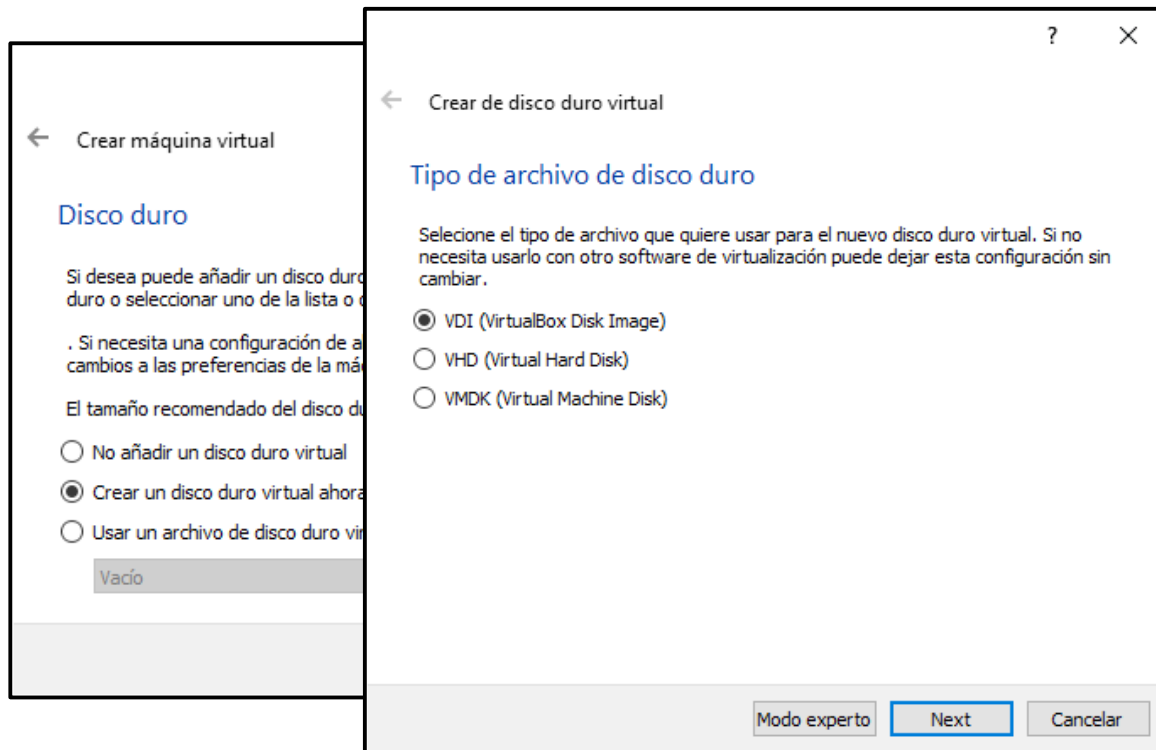 Crear máquina virtual
Disco duro
Si desea puede añadir un disco duro
duro o seleccionar uno de la lista o
. Si necesita una configuración de
cambios a las preferencias de la
El tamaño recomendado del disco
No añadir un disco duro virtual
Crear un disco duro virtual ahora
Usar un archivo de disco duro
Vacío
?
Crear de disco duro virtual
Tipo de archivo de disco duro
Selecione el tipo de archivo que quiere usar para el nuevo disco duro virtual. Si no
necesita usarlo con otro software de virtualización puede dejar esta configuración sin
cambiar.
VDI (VirtualBox Disk Image)
VHD (Virtual Hard Disk)
VMDK (Virtual Machine Disk)
Modo experto
Next
Cancelar